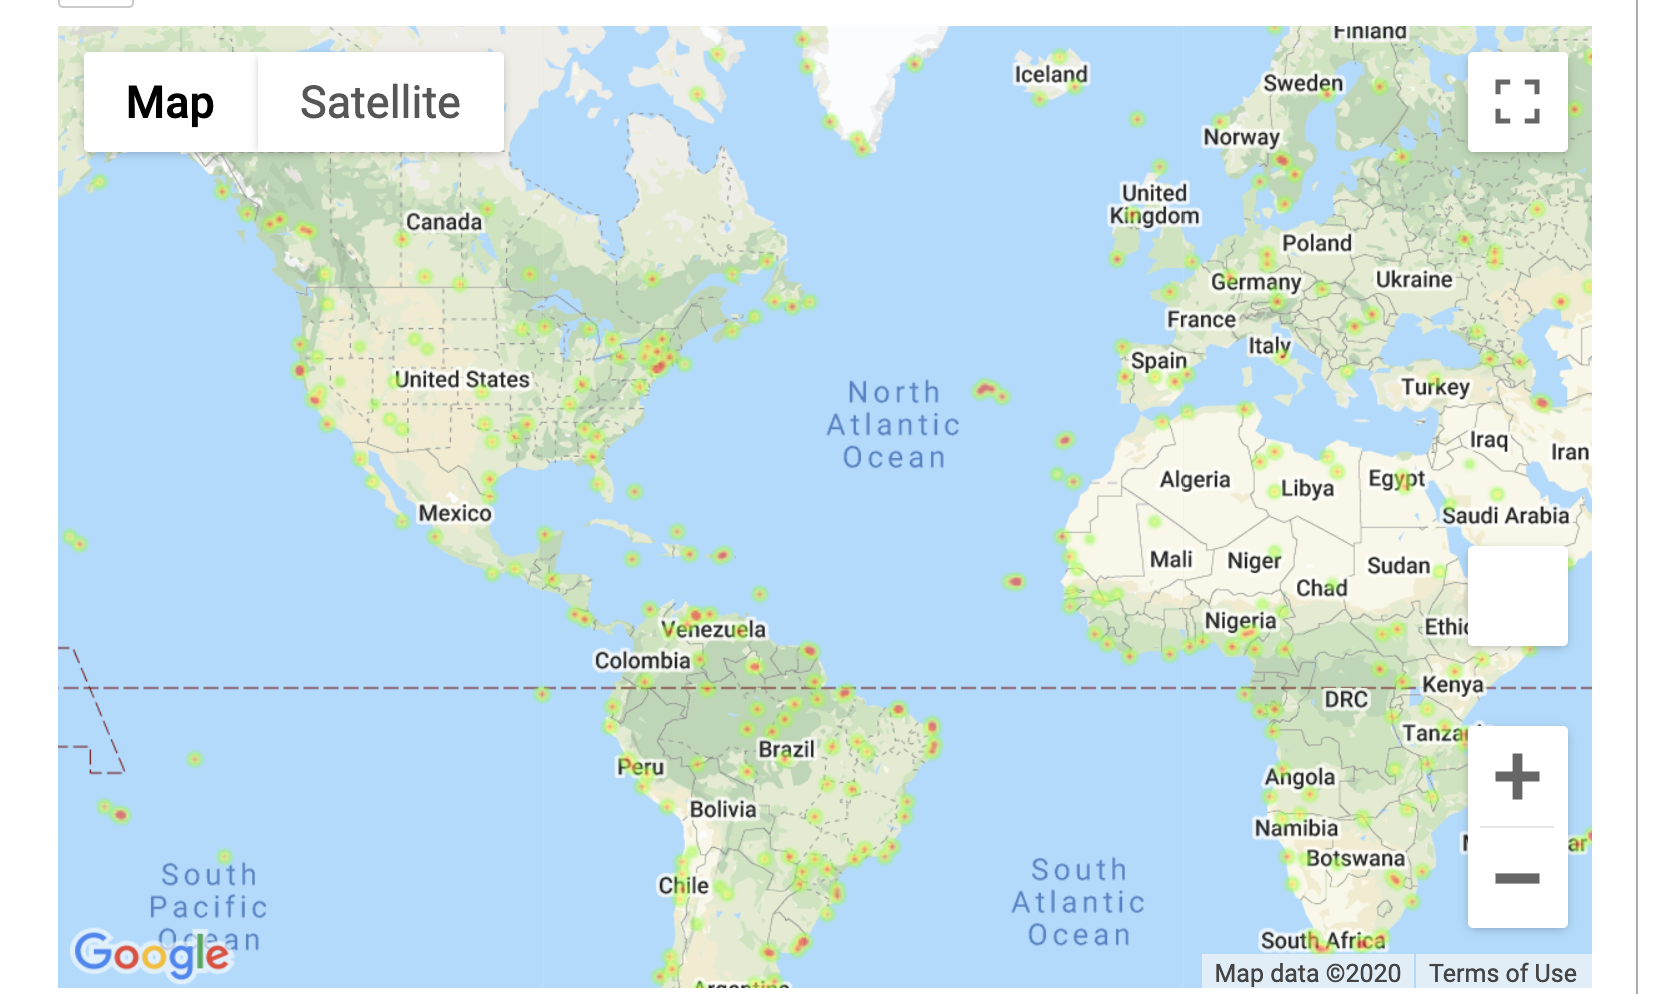 Finland
Map
Satellite
Iceland
Sweden
Norway
United
Kingdom
Canada
Poland
Germany
Ukraine
France
Italy
Spain
United States
Turkey
North
Atlantic
Ocean
Iraq
Iran
Algeria
Libya
Egypt
Mexico
Saudi Arabia
Mali
Niger
Sudan
Chad
Nigeria
Ethio
Venezuela
Colombia
Kenya
DRC
Tanza
Brazil
Peru
Angola
Bolivia
Namibia
Botswana
ar
South
Pacific
Ocean
Chile
South
Atlantic
Ocean
South Africa
Google
Argentina
Map data ©2020
Terms of Use